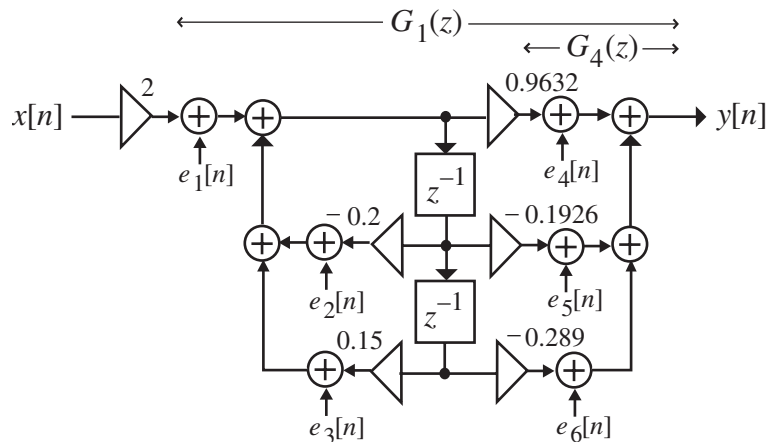 G1(z)
G4(z)
2
0.9632
x[n]
y[n]
e1[n]
e4[n]
z−1
− 0.2
− 0.1926
e2[n]
e5[n]
z−1
0.15
−0.289
e3[n]
e6[n]